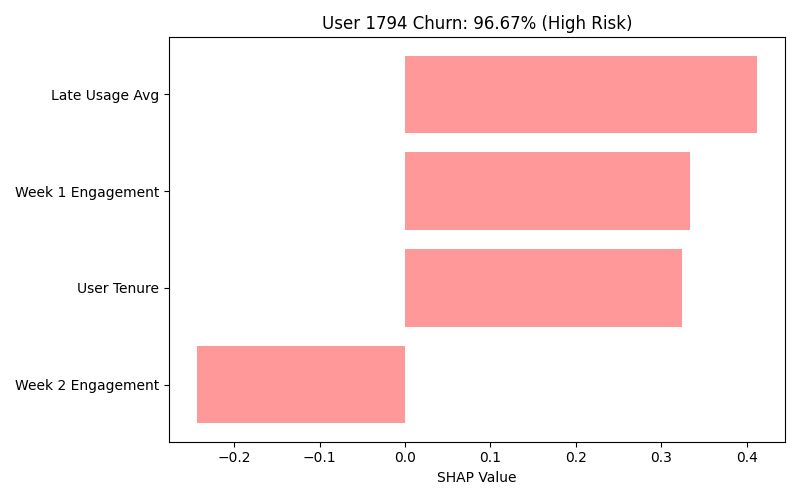 User 1794 Churn: 96.67% (High Risk)
Late Usage Avg
Week 1 Engagement
User Tenure
Week 2 Engagement
−0.2 −0.1 0.0 0.1 0.2 0.3 0.4
SHAP Value